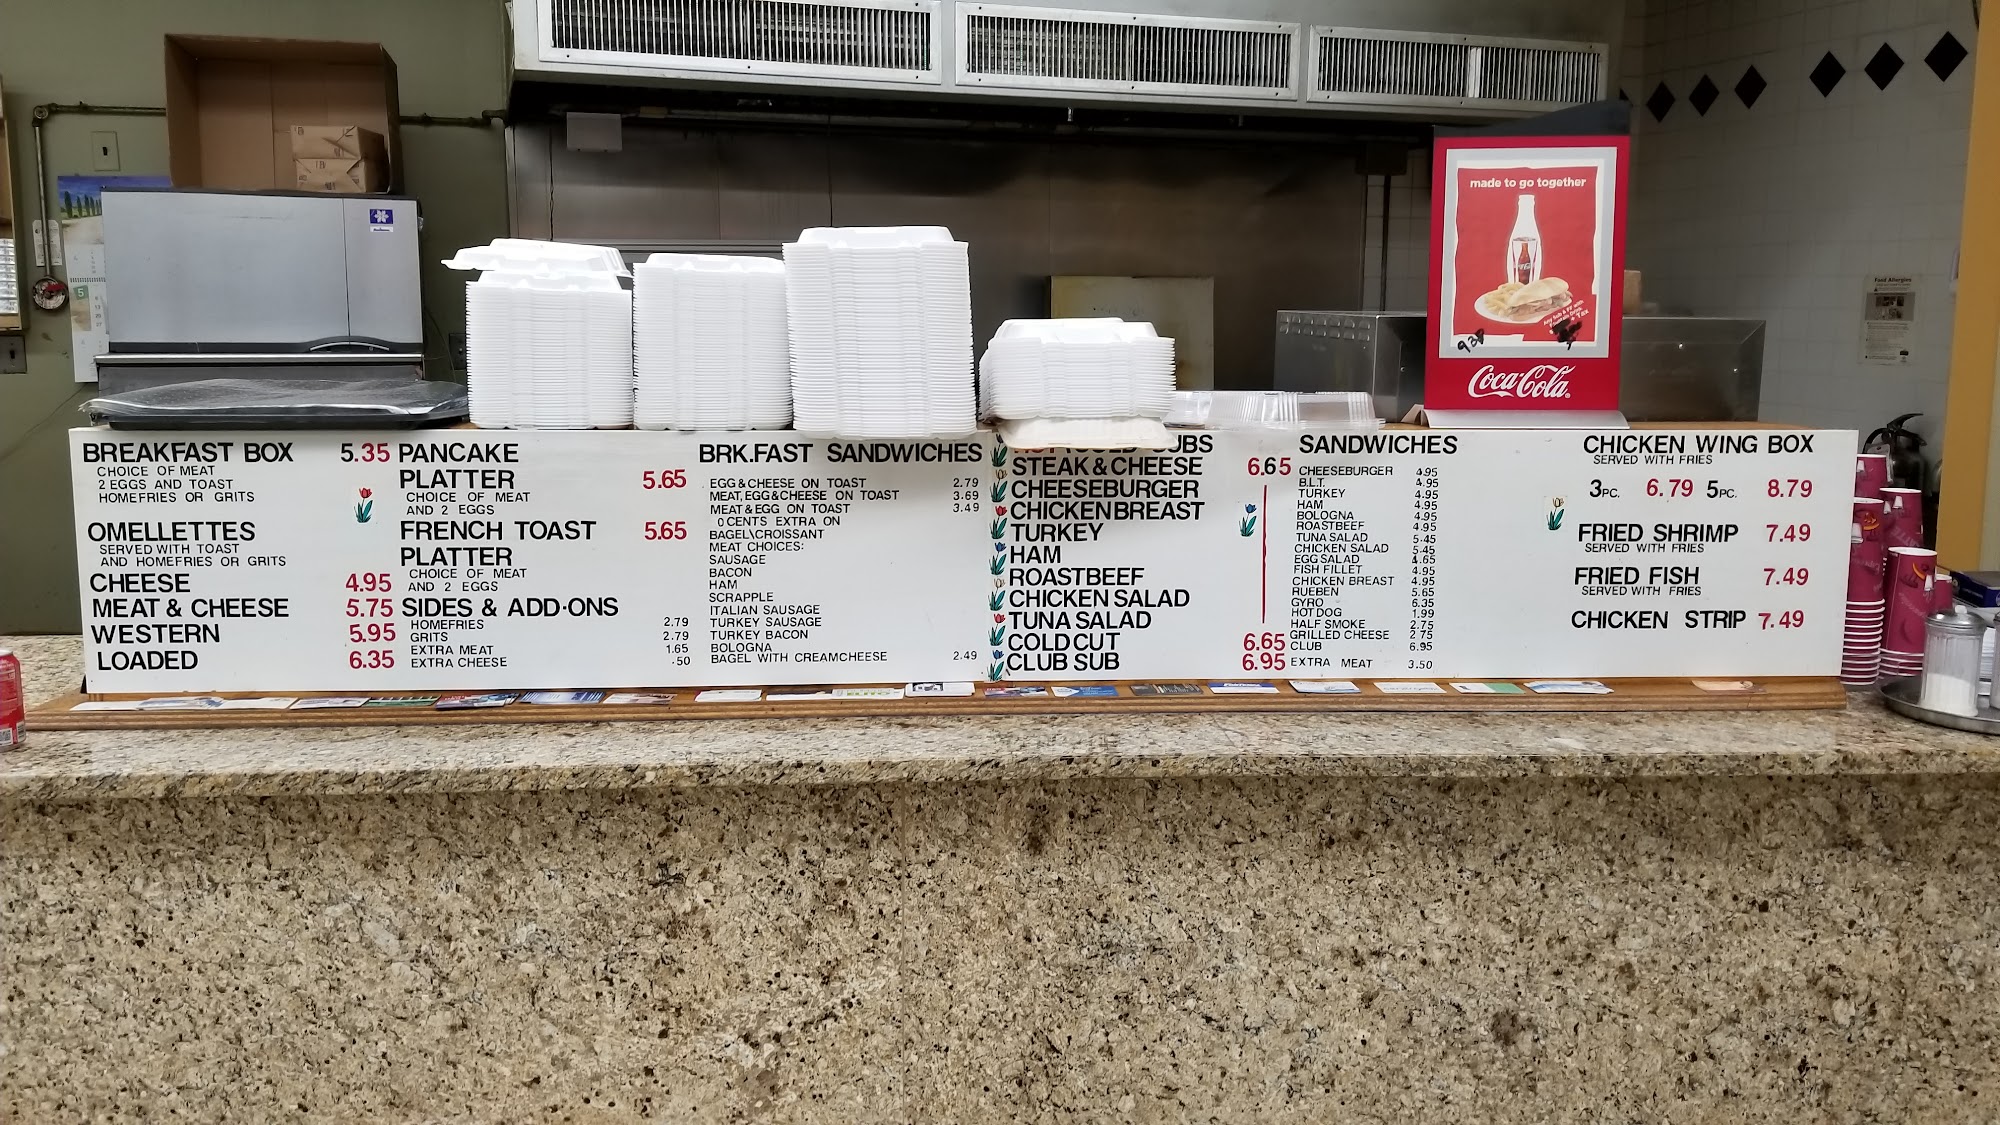 BREAKFAST BOX 5.35
CHOICE OF MEAT
2 EGGS AND TOAST
HOMEFRIES OR GRITS
OMELLETTES
SERVED WITH TOAST
AND HOMEFRIES OR GRITS
CHEESE 4.95
MEAT & CHEESE 5.75
WESTERN 5.95
LOADED 6.35
PANCAKE
PLATTER 5.65
CHOICE OF MEAT
AND 2 EGGS
FRENCH TOAST 5.65
PLATTER
CHOICE OF MEAT
AND 2 EGGS
SIDES & ADD-ONS
HOMEFRIES 2.79
GRITS 2.79
EXTRA MEAT 1.65
EXTRA CHEESE .50
BRK.FAST SANDWICHES
EGG & CHEESE ON TOAST 2.79
MEAT, EGG & CHEESE ON TOAST 3.69
MEAT & EGG ON TOAST 3.49
0 CENTS EXTRA ON
BAGEL\CROISSANT
MEAT CHOICES:
SAUSAGE
BACON
HAM
SCRAPPLE
ITALIAN SAUSAGE
TURKEY SAUSAGE
TURKEY BACON
BOLOGNA
BAGEL WITH CREAMCHEESE 2.49
SUBS
STEAK & CHEESE 6.65
CHEESEBURGER
CHICKEN BREAST
TURKEY
HAM
ROASTBEEF
CHICKEN SALAD
TUNA SALAD
COLD CUT 6.65
CLUB SUB 6.95
SANDWICHES
CHEESEBURGER 4.95
B.L.T. 4.95
TURKEY 4.95
HAM 4.95
BOLOGNA 4.95
ROASTBEEF 4.95
TUNA SALAD 5.45
CHICKEN SALAD 5.45
EGG SALAD 4.65
FISH FILLET 4.95
CHICKEN BREAST 4.95
RUEBEN 5.65
GYRO 6.35
HOT DOG 1.99
HALF SMOKE 2.75
GRILLED CHEESE 2.75
CLUB 6.95
EXTRA MEAT 3.50
CHICKEN WING BOX
SERVED WITH FRIES
3PC. 6.79 5PC. 8.79
FRIED SHRIMP 7.49
SERVED WITH FRIES
FRIED FISH 7.49
SERVED WITH FRIES
CHICKEN STRIP 7.49
made to go together
Coca-Cola
Food Allergies